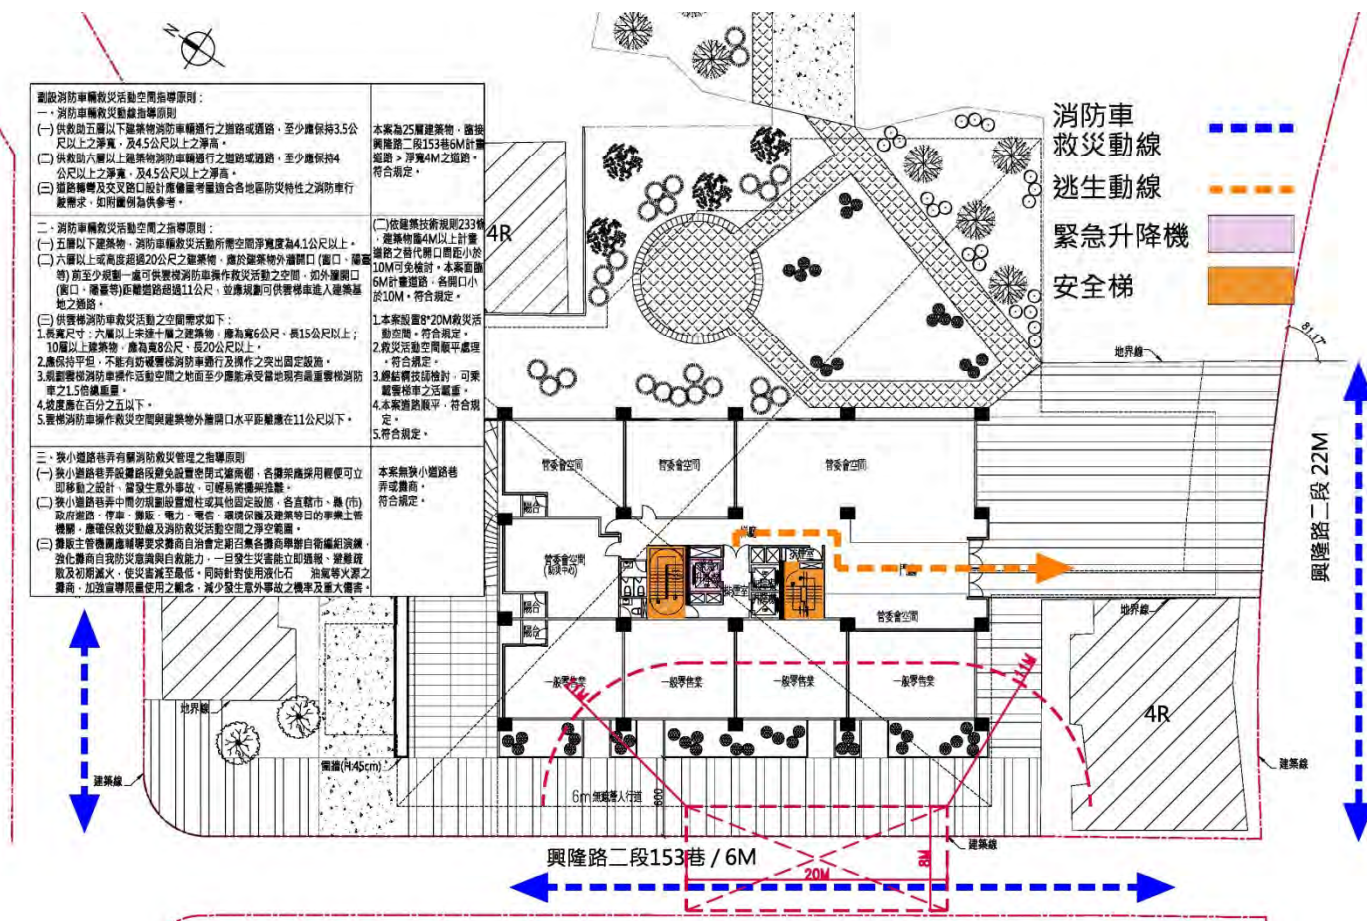 N
劃設消防車輛救災活動空間指導原則：
一、消防車輛救災動線指導原則
(一) 供救助五層以下建築物消防車輛通行之道路或通路，至少應保持3.5公
尺以上之淨寬，及4.5公尺以上之淨高。
(二) 供救助六層以上建築物消防車輛通行之道路或通路，至少應保持4
公尺以上之淨寬，及4.5公尺以上之淨高。
(三) 道路轉彎及交叉路口設計應儘量考量適合各地區防災特性之消防車行
駛需求，如附圖例為供參考。
本案為25層建築物，臨接
興隆路二段153巷6M計畫
道路 > 淨寬4M之道路。
符合規定。
二、消防車輛救災活動空間之指導原則：
(一) 五層以下建築物，消防車輛救災活動所需空間淨寬度為4.1公尺以上。
(二) 六層以上或高度超過20公尺之建築物，應於建築物外牆開口 (窗口、陽臺
等) 前至少規劃一處可供雲梯消防車操作救災活動之空間，如外牆開口
(窗口、陽臺等)距離道路超過11公尺，並應規劃可供雲梯車進入建築基
地之通路。
(三) 供雲梯消防車救災活動之空間需求如下：
1.長寬尺寸：六層以上未達十層之建築物，應為寬6公尺、長15公尺以上；
10層以上建築物，應為寬8公尺、長20公尺以上。
2.應保持平坦，不能有妨礙雲梯消防車通行及操作之突出固定設施。
3.規劃雲梯消防車操作活動空間之地面至少應能承受當地現有最重雲梯消防
車之1.5倍總重量。
4.坡度應在百分之五以下。
5.雲梯消防車操作救災空間與建築物外牆開口水平距離應在11公尺以下。
(二)依建築技術規則233條
，建築物臨4M以上計畫
道路之替代開口間距小於
10M可免檢討。本案面臨
6M計畫道路，各開口小
於10M。符合規定。
1.本案設置8*20M救災活
動空間。符合規定。
2.救災活動空間順平處理
。符合規定。
3.經結構技師檢討，可乘
載雲梯車之活載重。
4.本案道路順平，符合規
定。
5.符合規定。
三、狹小道路巷弄有關消防救災管理之指導原則
(一) 狹小道路巷弄設攤路段避免設置密閉式遮雨棚，各攤架應採用輕便可立
即移動之設計，當發生意外事故，可輕易將攤架推離。
(二) 狹小道路巷弄中間勿規劃設置燈柱或其他固定設施，各直轄市、縣 (市)
政府道路、停車、攤販、電力、電信、環境保護及建築等目的事業主管
機關，應確保救災動線及消防救災活動空間之淨空範圍。
(三) 攤販主管機關應輔導要求攤商自治會定期召集各攤商舉辦自衛編組演練，
強化攤商自我防災意識與自救能力，一旦發生災害能立即通報、避難疏
散及初期滅火，使災害減至最低。同時針對使用液化石 油氣等火源之
攤商，加強宣導限量使用之觀念，減少發生意外事故之機率及重大傷害。
本案無狹小道路巷
弄或攤商。
符合規定。
消防車
救災動線
逃生動線
緊急升降機
安全梯
4R
81.17°
地界線
興隆路二段 22M
管委會空間
管委會空間
管委會空間
陽台
梯廳
管委會空間
門廳
陽台
陽台
管委會空間
地界線
一般零售業
一般零售業
一般零售業
一般零售業
11M
11M
4R
地界線
圍牆(H:45cm)
建築線
建築線
6m無遮簷人行道
600
建築線
興隆路二段153巷 / 6M
8M
20M